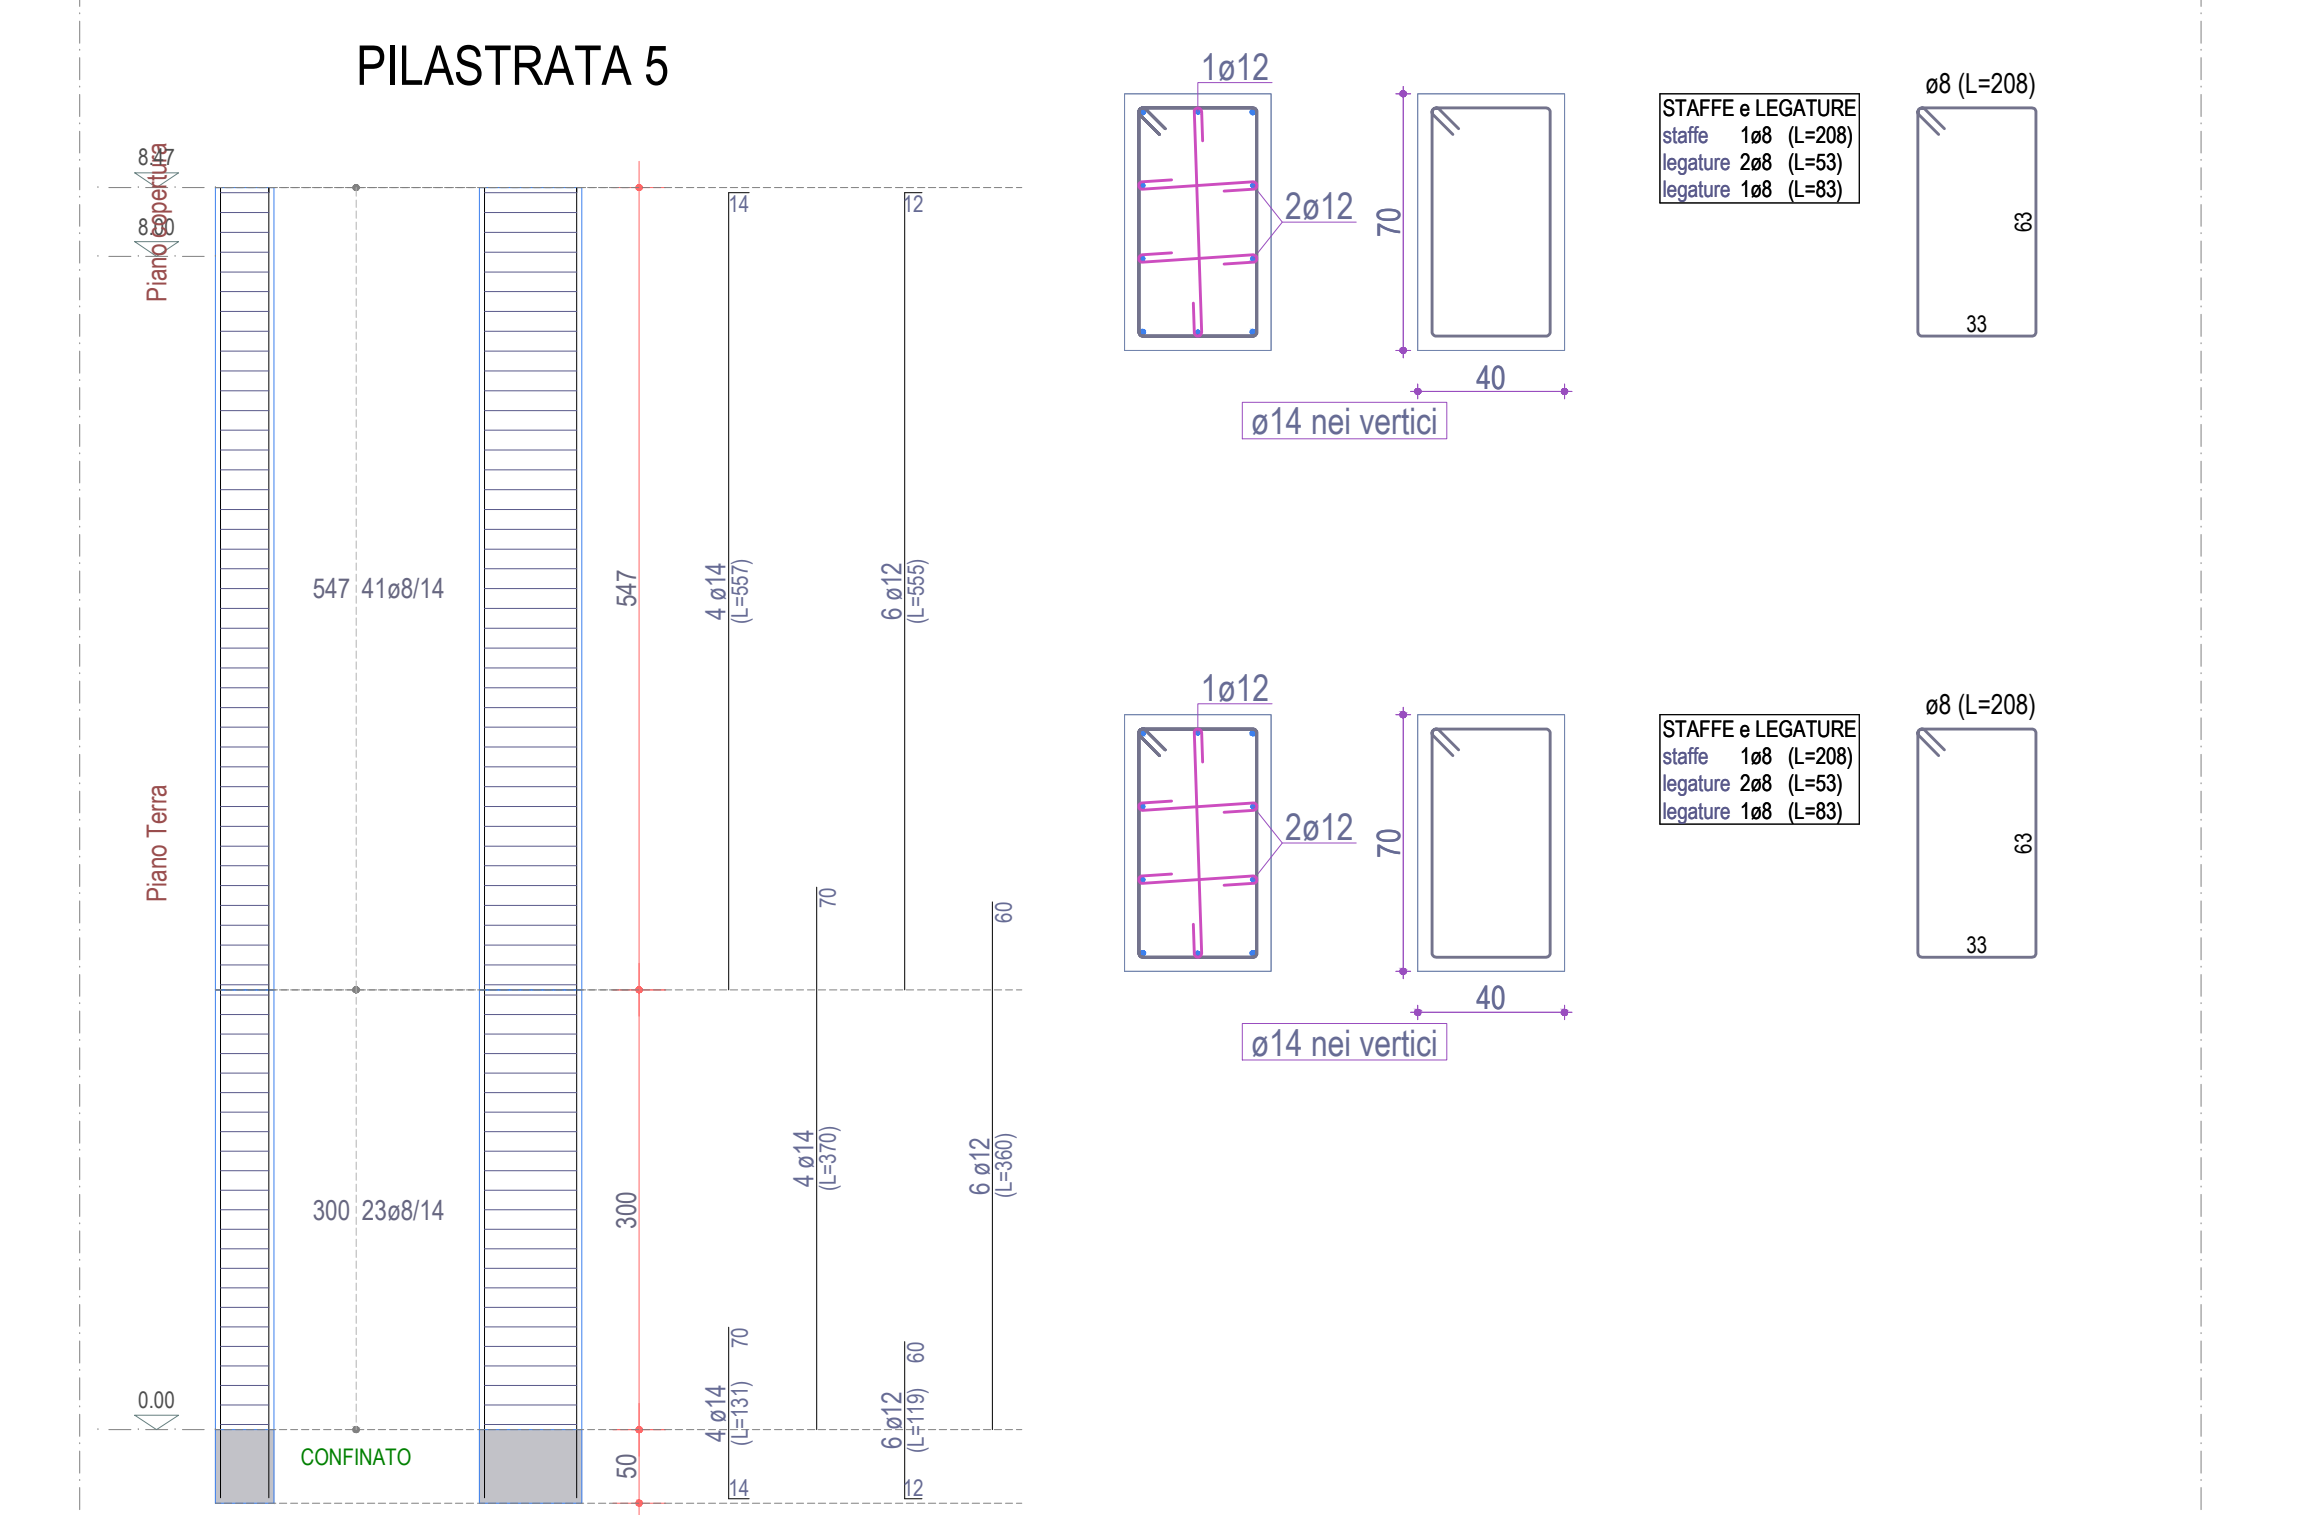 PILASTRATA 5
8.47
Piano copertura
8.00
547 41ø8/14
547
14
4 ø14
(L=557)
12
6 ø12
(L=555)
Piano Terra
70
60
300 23ø8/14
300
4 ø14
(L=370)
6 ø12
(L=360)
0.00
CONFINATO
50
70
4 ø14
(L=131)
14
60
6 ø12
(L=119)
12
1ø12
2ø12
70
40
ø14 nei vertici
STAFFE e LEGATURE
staffe 1ø8 (L=208)
legature 2ø8 (L=53)
legature 1ø8 (L=83)
ø8 (L=208)
63
33
1ø12
2ø12
70
40
ø14 nei vertici
STAFFE e LEGATURE
staffe 1ø8 (L=208)
legature 2ø8 (L=53)
legature 1ø8 (L=83)
ø8 (L=208)
63
33